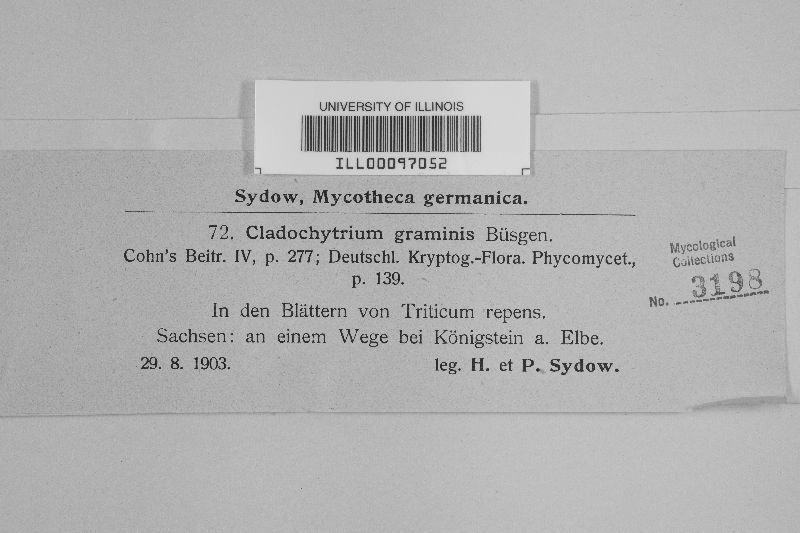 UNIVERSITY OF ILLINOIS
ILL00097052
Sydow, Mycotheca germanica.
72. Cladochytrium graminis Büsgen.
Cohn's Beitr. IV, p. 277; Deutschl. Kryptog.-Flora. Phycomycet.,
p. 139.
In den Blättern von Triticum repens.
Sachsen: an einem Wege bei Königstein a. Elbe.
29. 8. 1903. leg. H. et P. Sydow.
Mycological
Collections
No. 3198